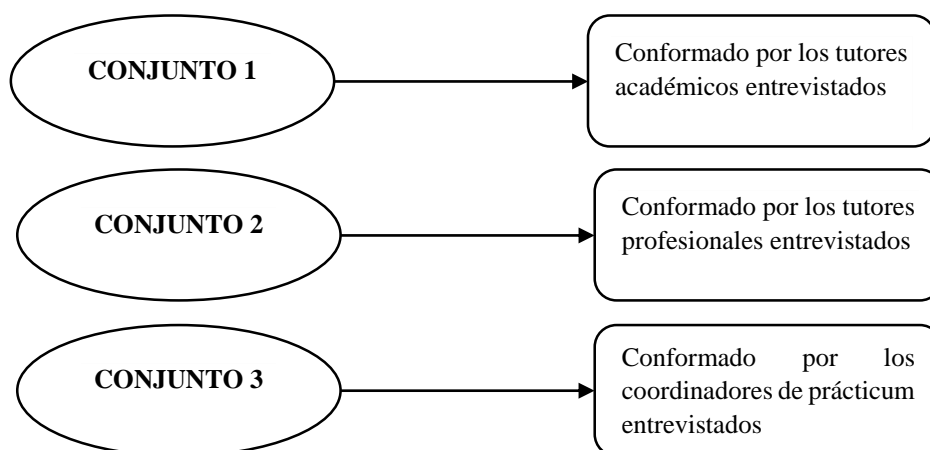 CONJUNTO 1
Conformado por los tutores
académicos entrevistados
CONJUNTO 2
Conformado por los tutores
profesionales entrevistados
CONJUNTO 3
Conformado por los
coordinadores de prácticum
entrevistados